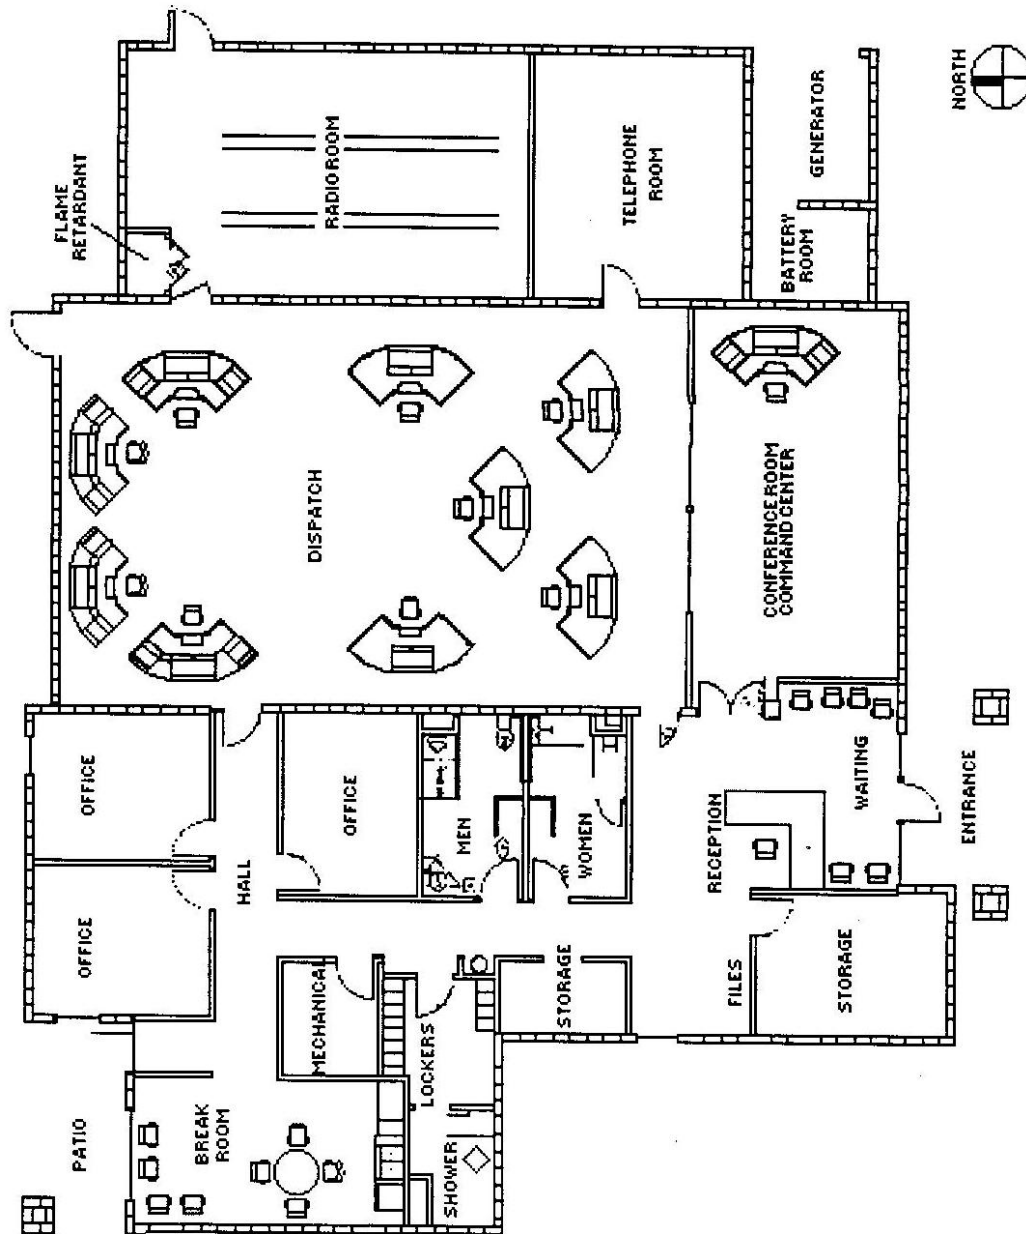 FLAME
RETARDANT
RADIO ROOM
TELEPHONE
ROOM
BATTERY
ROOM
GENERATOR
NORTH
DISPATCH
CONFERENCE ROOM
COMMAND CENTER
OFFICE
OFFICE
HALL
OFFICE
MEN
WOMEN
RECEPTION
WAITING
ENTRANCE
PATIO
BREAK
ROOM
MECHANICAL
LOCKERS
SHOWER
STORAGE
FILES
STORAGE